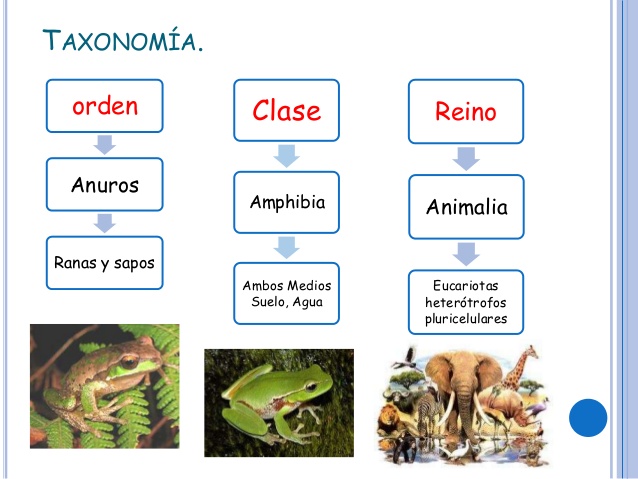 TAXONOMÍA.
orden
Anuros
Ranas y sapos
Clase
Amphibia
Ambos Medios
Suelo, Agua
Reino
Animalia
Eucariotas
heterótrofos
pluricelulares